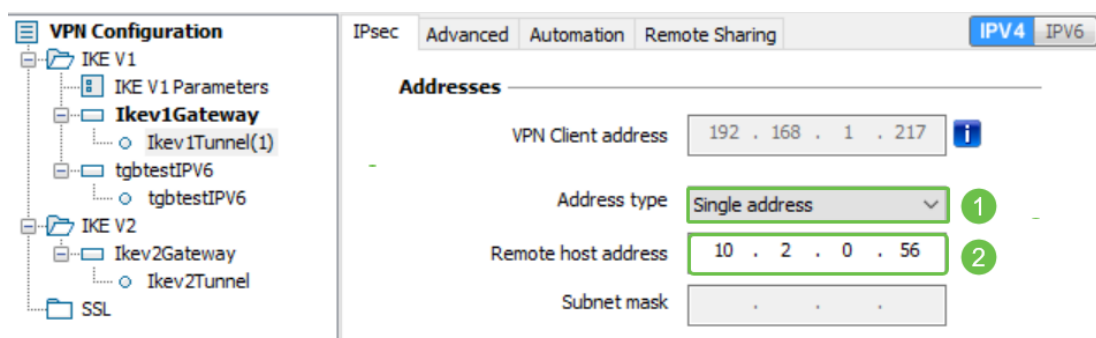 VPN Configuration
IKE V1
IKE V1 Parameters
Ikev1Gateway
Ikev1Tunnel(1)
tgbtestIPV6
tgbtestIPV6
IKE V2
Ikev2Gateway
Ikev2Tunnel
SSL
IPsec Advanced Automation Remote Sharing IPV4 IPV6
Addresses
VPN Client address 192 . 168 . 1 . 217 i
Address type Single address 1
Remote host address 10 . 2 . 0 . 56 2
Subnet mask . . .